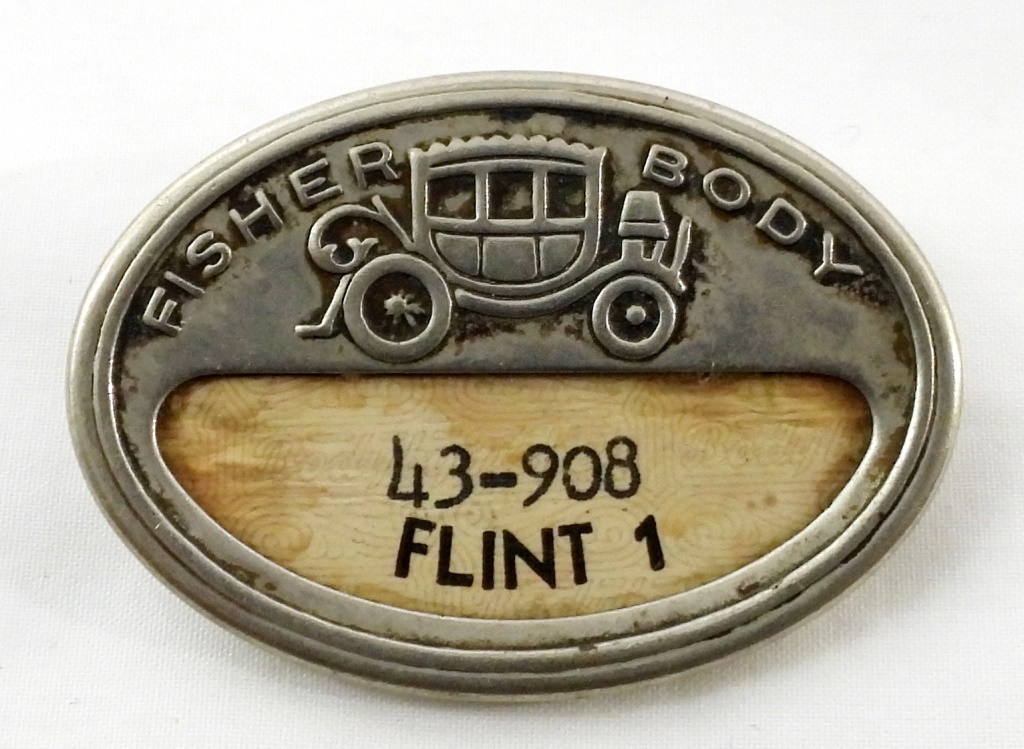 FISHER BODY
43-908
FLINT 1